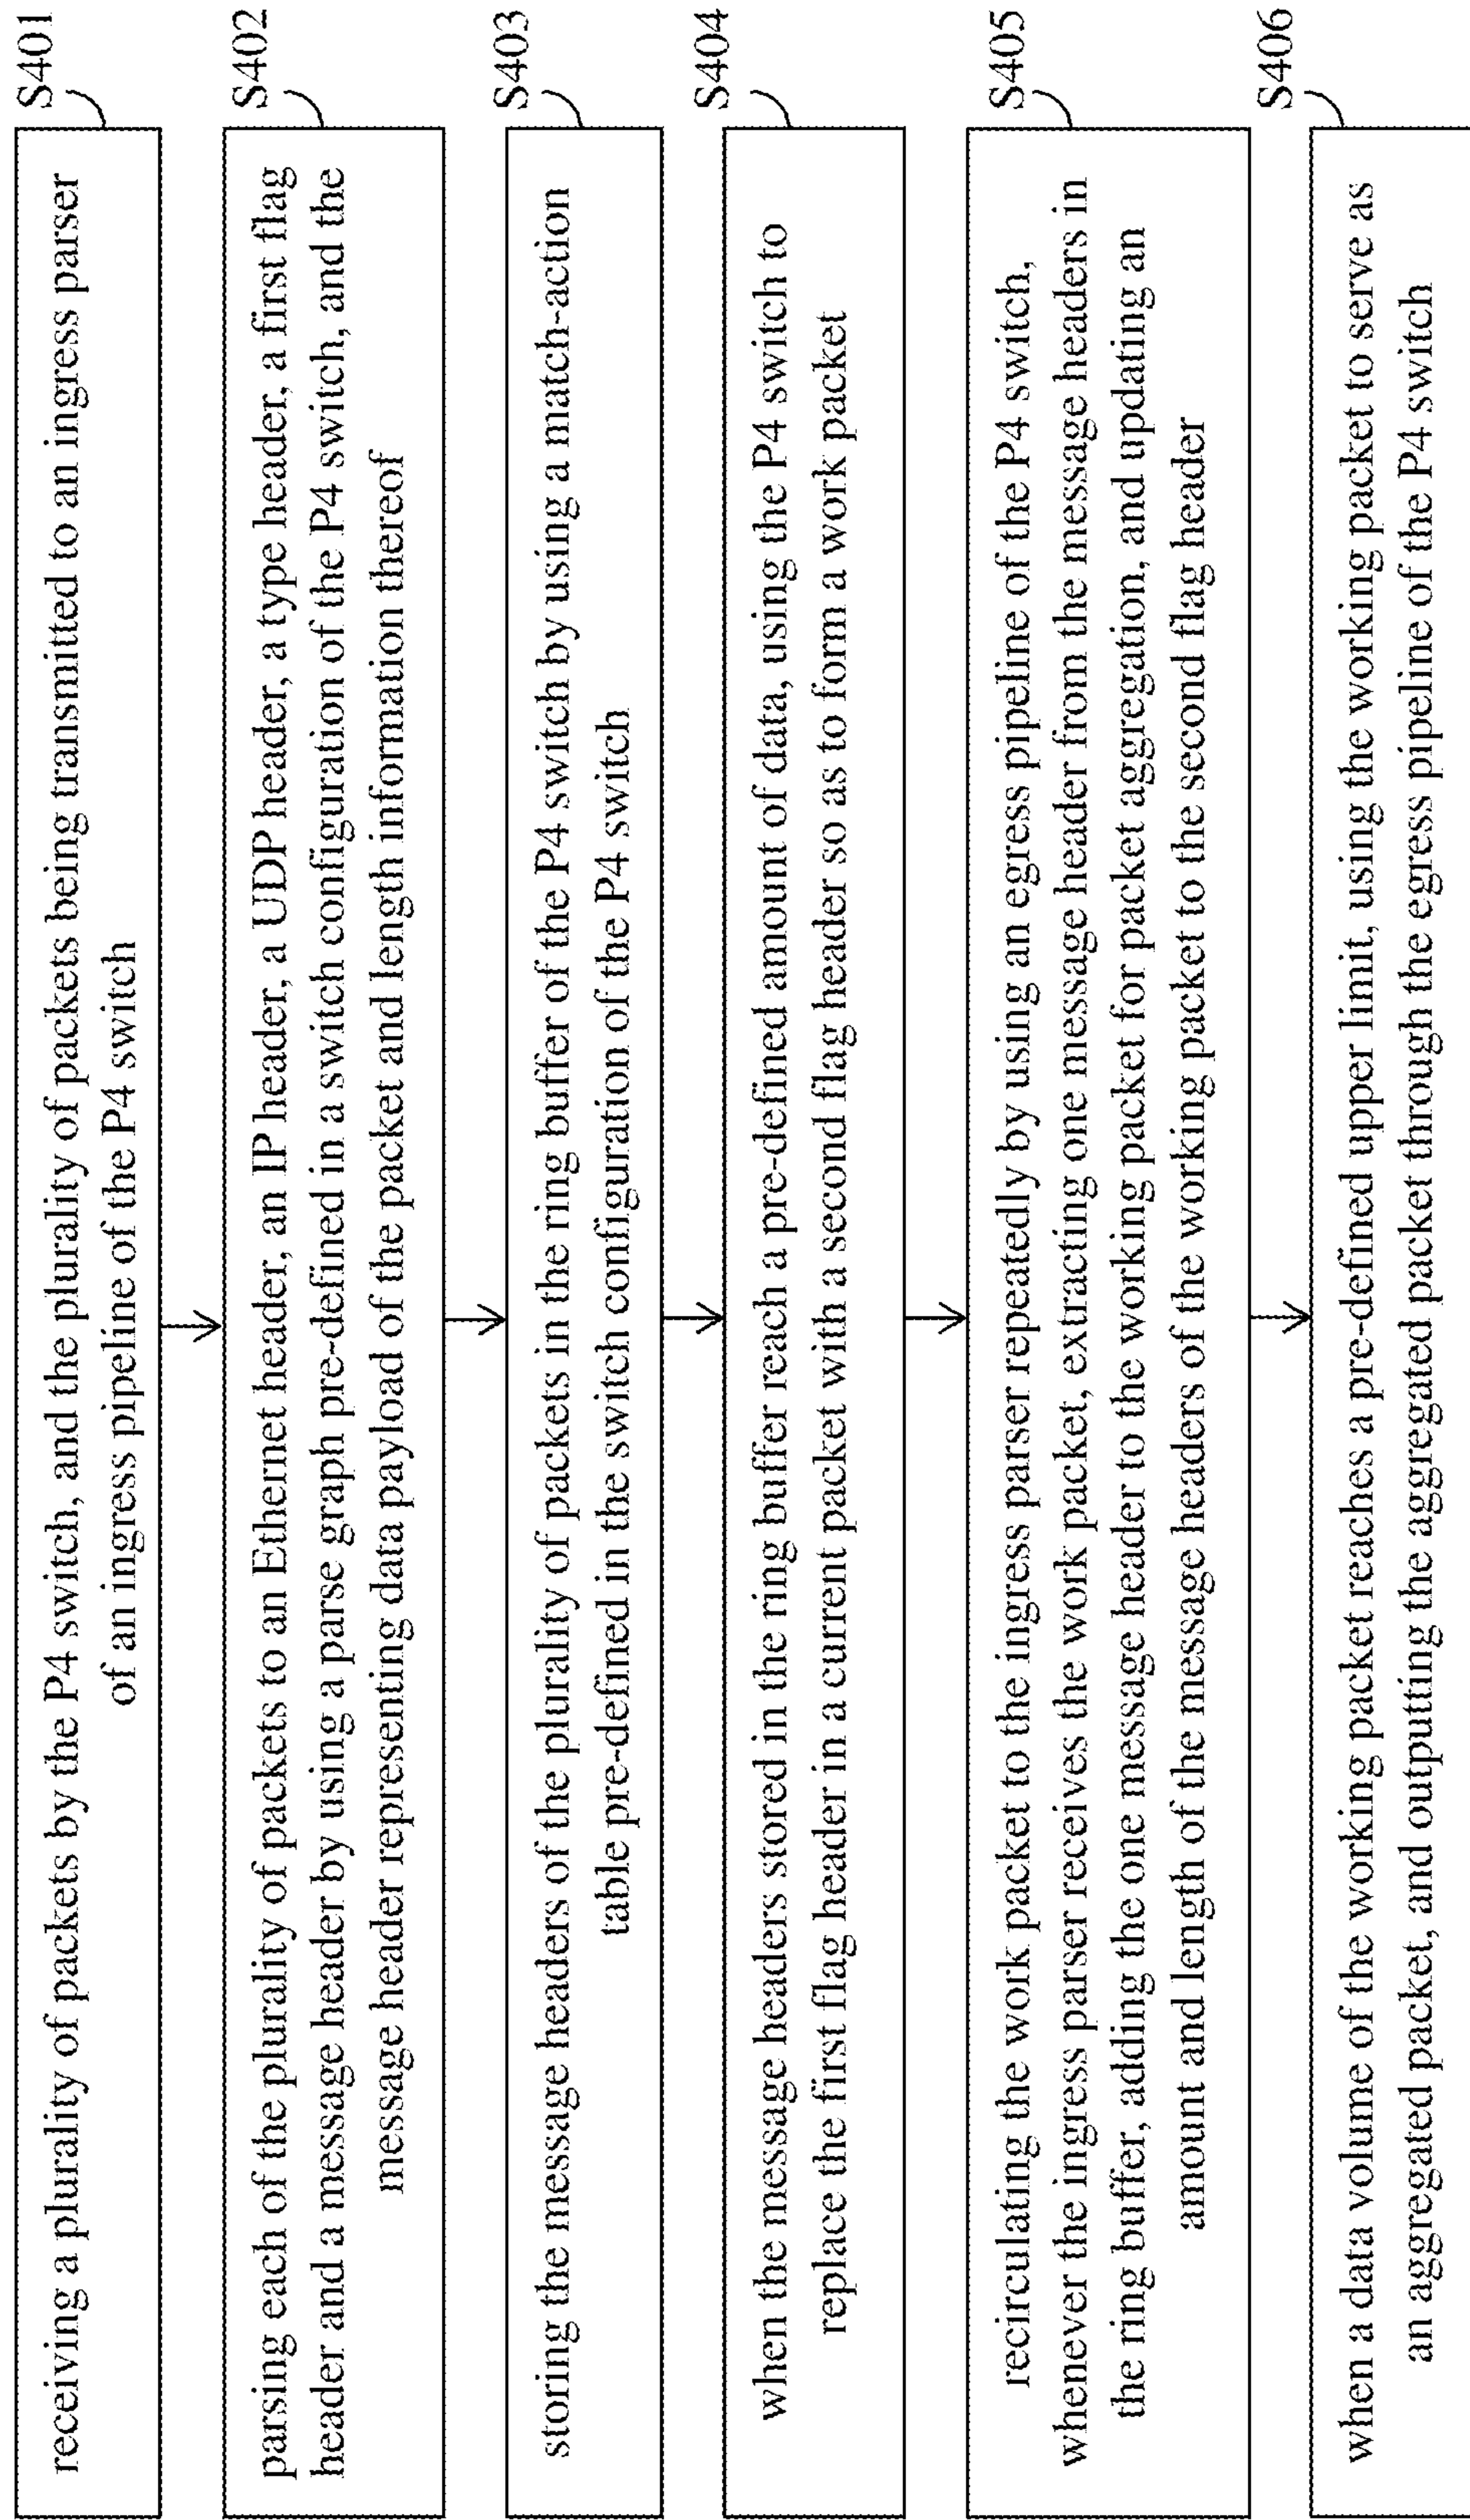 S401
receiving a plurality of packets by the P4 switch, and the plurality of packets being transmitted to an ingress parser
of an ingress pipeline of the P4 switch
S402
parsing each of the plurality of packets to an Ethernet header, an IP header, a UDP header, a type header, a first flag
header and a message header by using a parse graph pre-defined in a switch configuration of the P4 switch, and the
message header representing data payload of the packet and length information thereof
S403
storing the message headers of the plurality of packets in the ring buffer of the P4 switch by using a match-action
table pre-defined in the switch configuration of the P4 switch
S404
when the message headers stored in the ring buffer reach a pre-defined amount of data, using the P4 switch to
replace the first flag header in a current packet with a second flag header so as to form a work packet
S405
recirculating the work packet to the ingress parser repeatedly by using an egress pipeline of the P4 switch,
whenever the ingress parser receives the work packet, extracting one message header from the message headers in
the ring buffer, adding the one message header to the working packet for packet aggregation, and updating an
amount and length of the message headers of the working packet to the second flag header
S406
when a data volume of the working packet reaches a pre-defined upper limit, using the working packet to serve as
an aggregated packet, and outputting the aggregated packet through the egress pipeline of the P4 switch